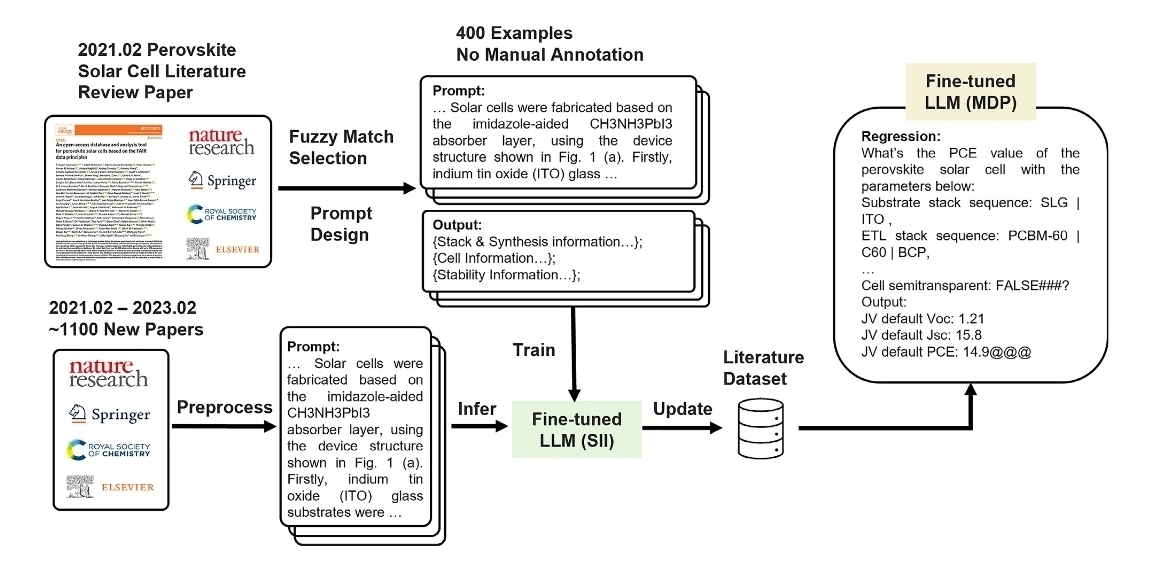 2021.02 Perovskite
Solar Cell Literature
Review Paper
An open-access database and analysis tool
for perovskite solar cells based on the FAIR
data principles
nature
research
Springer
ROYAL SOCIETY
OF CHEMISTRY
ELSEVIER
Fuzzy Match
Selection
Prompt
Design
400 Examples
No Manual Annotation
Prompt:
… Solar cells were fabricated based on
the imidazole-aided CH3NH3PbI3
absorber layer, using the device
structure shown in Fig. 1 (a). Firstly,
indium tin oxide (ITO) glass …
Output:
{Stack & Synthesis information…};
{Cell Information…};
{Stability Information…};
2021.02 – 2023.02
~1100 New Papers
nature
research
Springer
ROYAL SOCIETY
OF CHEMISTRY
ELSEVIER
Preprocess
Prompt:
… Solar cells were
fabricated based on
the imidazole-aided
CH3NH3PbI3
absorber layer, using
the device structure
shown in Fig. 1 (a).
Firstly, indium tin
oxide (ITO) glass
substrates were …
Infer
Train
Fine-tuned
LLM (SII)
Update
Literature
Dataset
Fine-tuned
LLM (MDP)
Regression:
What's the PCE value of the
perovskite solar cell with the
parameters below:
Substrate stack sequence: SLG |
ITO ,
ETL stack sequence: PCBM-60 |
C60 | BCP,
…
Cell semitransparent: FALSE###?
Output:
JV default Voc: 1.21
JV default Jsc: 15.8
JV default PCE: 14.9@@@